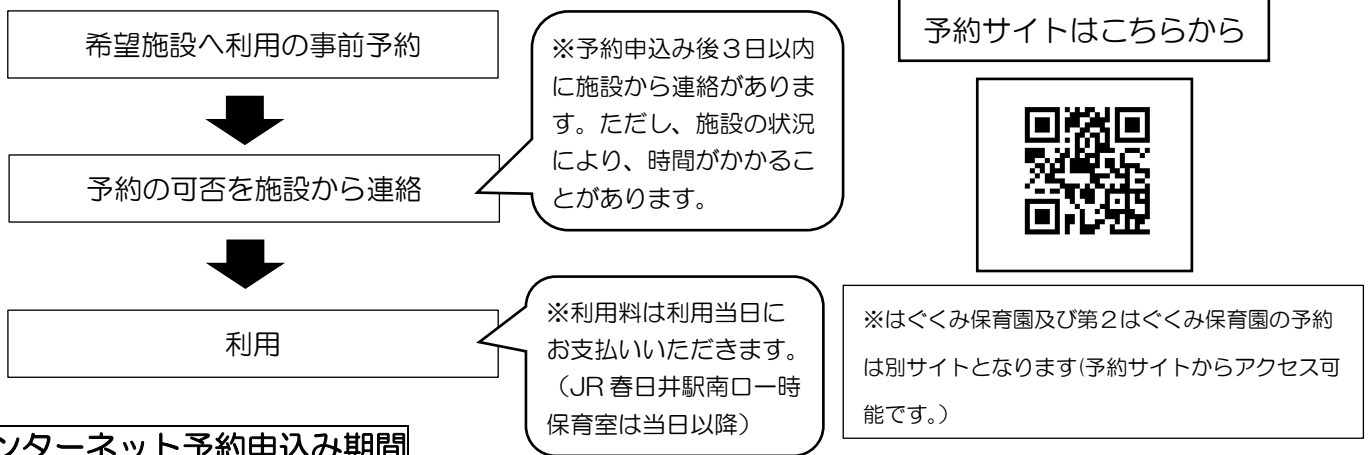 希望施設へ利用の事前予約
※予約申込み後３日以内
に施設から連絡がありま
す。ただし、施設の状況
により、時間がかかるこ
とがあります。
予約の可否を施設から連絡
利用
※利用料は利用当日に
お支払いいただきます。
（JR 春日井駅南口一時
保育室は当日以降）
予約サイトはこちらから
※はぐくみ保育園及び第２はぐくみ保育園の予約
は別サイトとなります(予約サイトからアクセス可
能です。）
ンターネット予約申込み期間